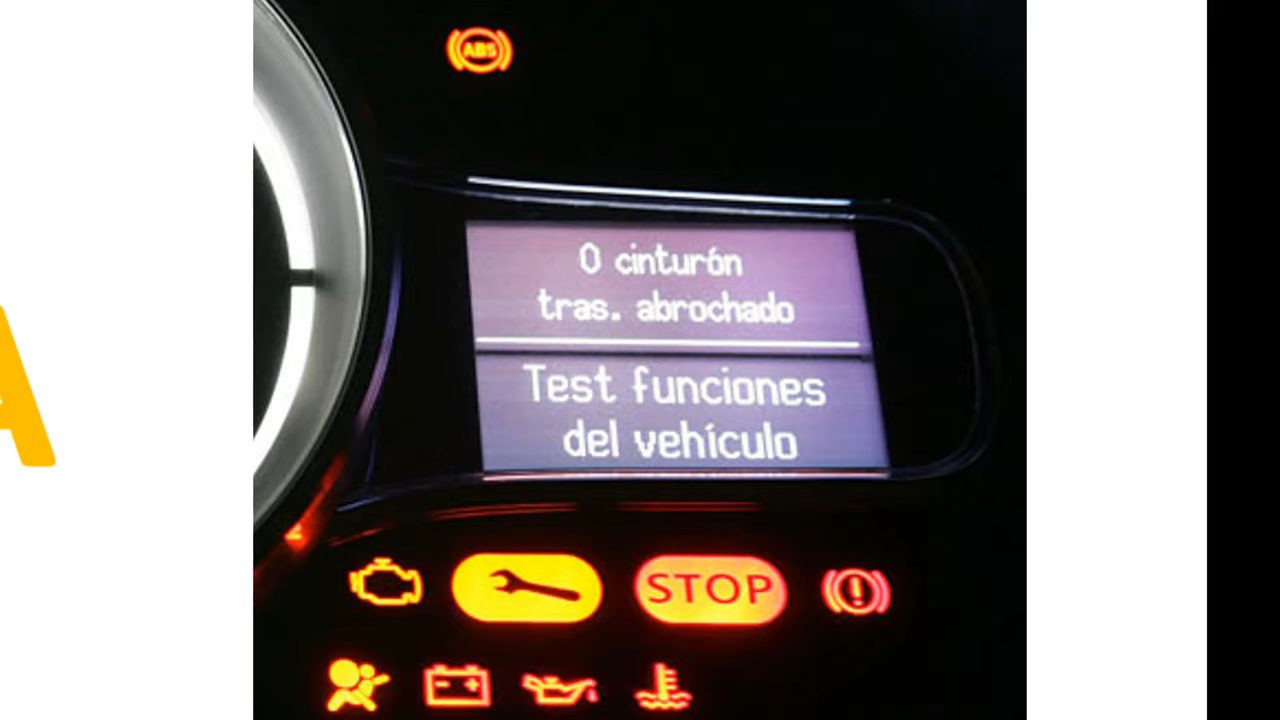 ABS
0 cinturón
tras. abrochado
Test funciones
del vehículo
STOP
A